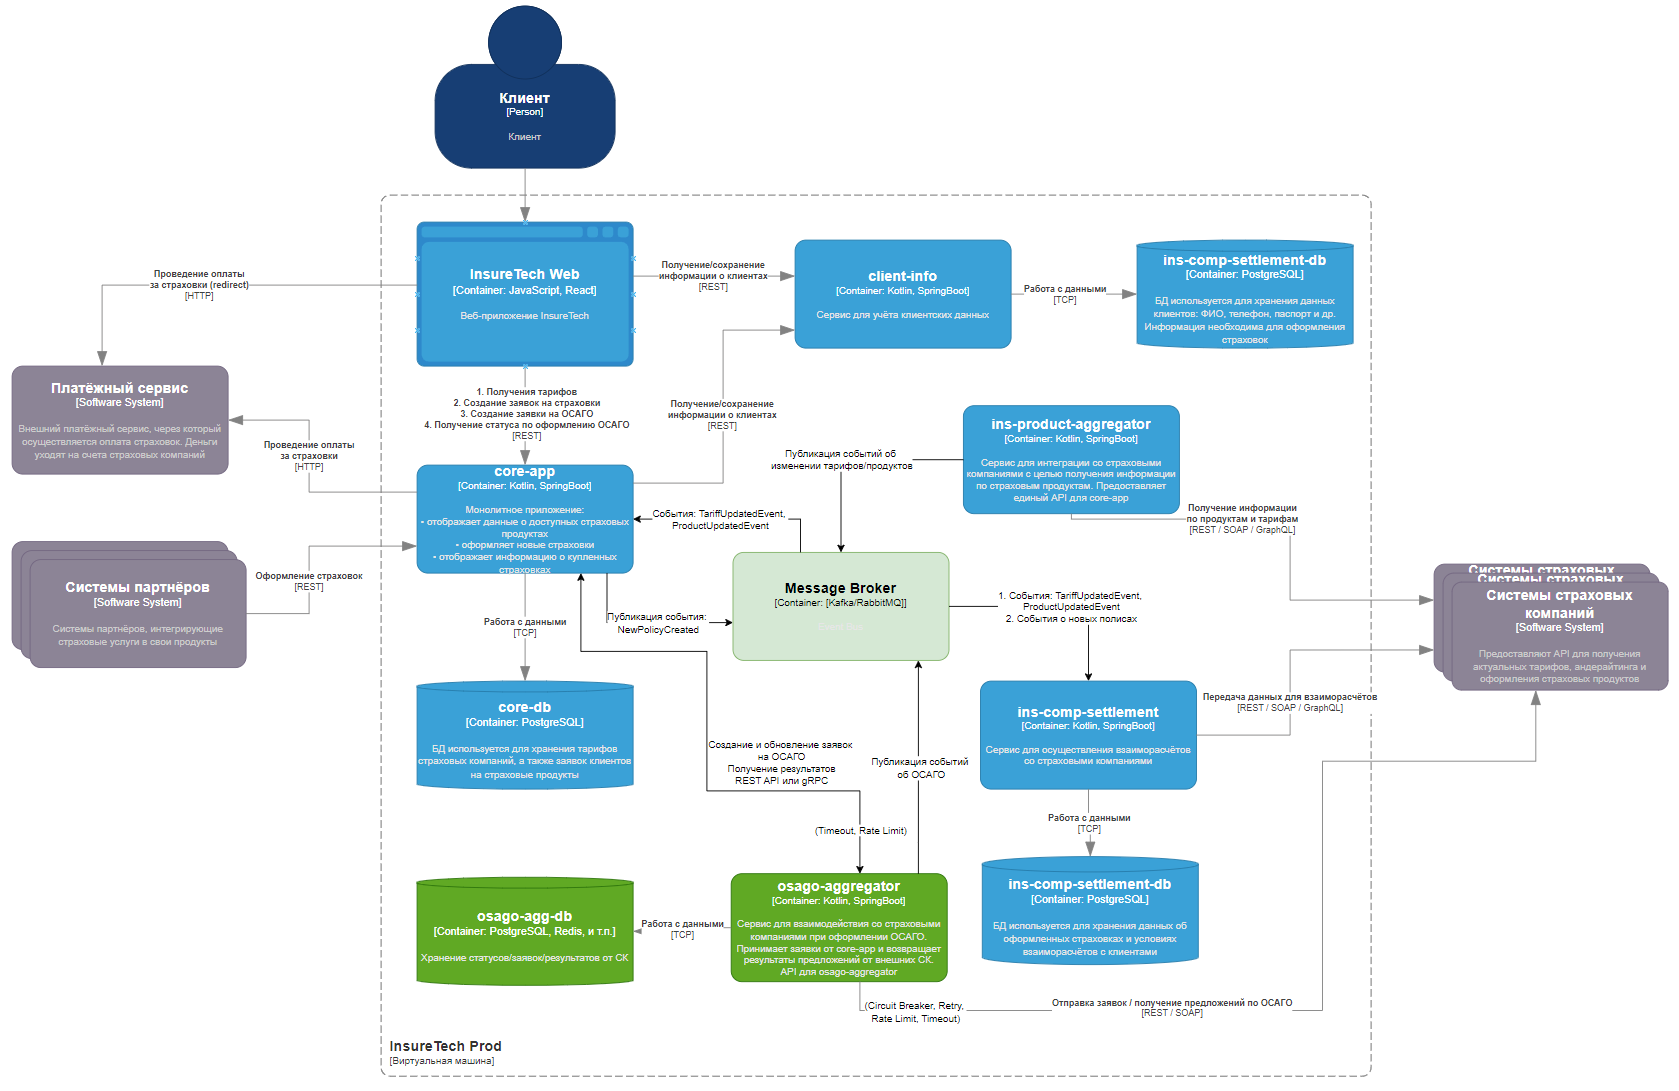 Клиент
[Person]
Клиент
InsureTech Web
[Container: JavaScript, React]
Веб-приложение InsureTech
Проведение оплаты
за страховки (redirect)
[HTTP]
Получение/сохранение
информации о клиентах
[REST]
client-info
[Container: Kotlin, SpringBoot]
Сервис для учёта клиентских данных
Работа с данными
[TCP]
ins-comp-settlement-db
[Container: PostgreSQL]
БД используется для хранения данных
клиентов: ФИО, телефон, паспорт и др.
Информация необходима для оформления
страховок
Платёжный сервис
[Software System]
Внешний платёжный сервис, через который
осуществляется оплата страховок. Деньги
уходят на счета страховых компаний
1. Получения тарифов
2. Создание заявок на страховки
3. Создание заявки на ОСАГО
4. Получение статуса по оформлению ОСАГО
[REST]
Получение/сохранение
информации о клиентах
[REST]
Проведение оплаты
за страховки
[HTTP]
core-app
[Container: Kotlin, SpringBoot]
Монолитное приложение:
• отображает данные о доступных страховых
продуктах
• оформляет новые страховки
• отображает информацию о купленных
страховках
ins-product-aggregator
[Container: Kotlin, SpringBoot]
Сервис для интеграции со страховыми
компаниями с целью получения информации
по страховым продуктам. Предоставляет
единый API для core-app
Публикация событий об
изменении тарифов/продуктов
События: TariffUpdatedEvent,
ProductUpdatedEvent
Получение информации
по продуктам и тарифам
[REST / SOAP / GraphQL]
Системы партнёров
[Software System]
Системы партнёров, интегрирующие
страховые услуги в свои продукты
Оформление страховок
[REST]
Message Broker
[Container: [Kafka/RabbitMQ]]
Публикация события:
NewPolicyCreated
1. События: TariffUpdatedEvent,
ProductUpdatedEvent
2. События о новых полисах
Системы страховых
Системы страховых
Системы страховых
компаний
[Software System]
Предоставляют API для получения
актуальных тарифов, андерайтинга и
оформления страховых продуктов
Работа с данными
[TCP]
core-db
[Container: PostgreSQL]
БД используется для хранения тарифов
страховых компаний, а также заявок клиентов
на страховые продукты
ins-comp-settlement
[Container: Kotlin, SpringBoot]
Сервис для осуществления взаиморасчётов
со страховыми компаниями
Передача данных для взаиморасчётов
[REST / SOAP / GraphQL]
Создание и обновление заявок
на ОСАГО
Получение результатов
REST API или gRPC
Публикация событий
об ОСАГО
(Timeout, Rate Limit)
Работа с данными
[TCP]
ins-comp-settlement-db
[Container: PostgreSQL]
БД используется для хранения данных об
оформленных страховках и условиях
взаиморасчётов с клиентами
osago-agg-db
[Container: PostgreSQL, Redis, и т.п.]
Хранение статусов/заявок/результатов от СК
Работа с данными
[TCP]
osago-aggregator
[Container: Kotlin, SpringBoot]
Сервис для взаимодействия со страховыми
компаниями при оформлении ОСАГО.
Принимает заявки от core-app и возвращает
результаты предложений от внешних СК.
API для osago-aggregator
(Circuit Breaker, Retry,
Rate Limit, Timeout)
Отправка заявок / получение предложений по ОСАГО
[REST / SOAP]
InsureTech Prod
[Виртуальная машина]